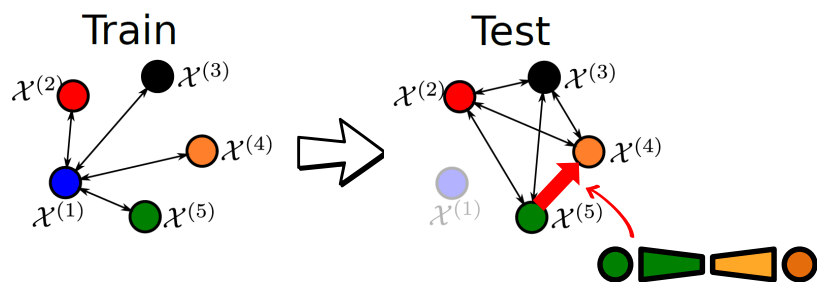 Train
𝒳(2)
𝒳(3)
𝒳(4)
𝒳(1)
𝒳(5)
Test
𝒳(2)
𝒳(3)
𝒳(4)
𝒳(1)
𝒳(5)